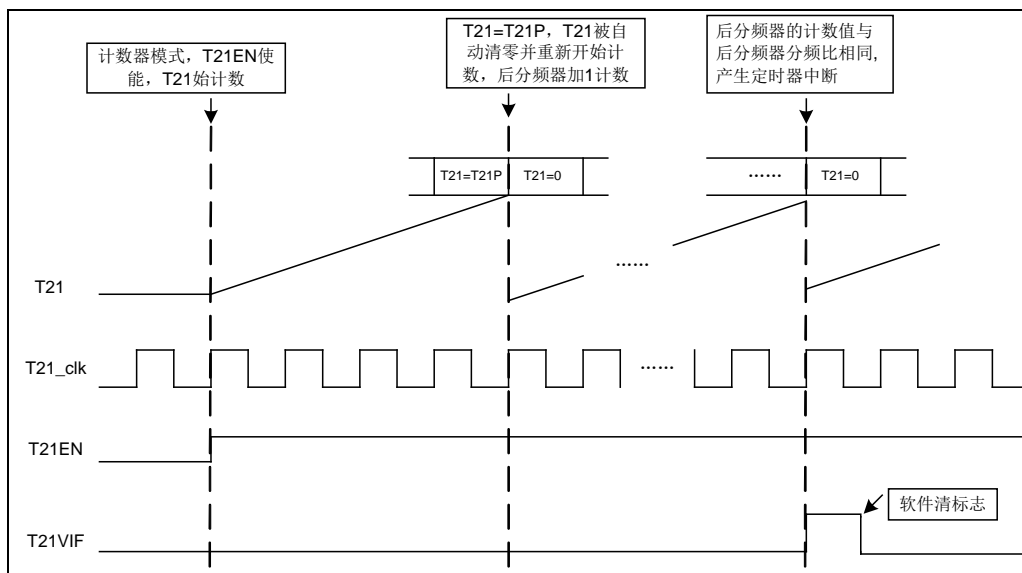 计数器模式，T21EN使
能，T21始计数
T21=T21P，T21被自
动清零并重新开始计
数，后分频器加1计数
后分频器的计数值与
后分频器分频比相同,
产生定时器中断
T21=T21P
T21=0
……
T21=0
……
T21
T21_clk
……
T21EN
软件清标志
T21VIF